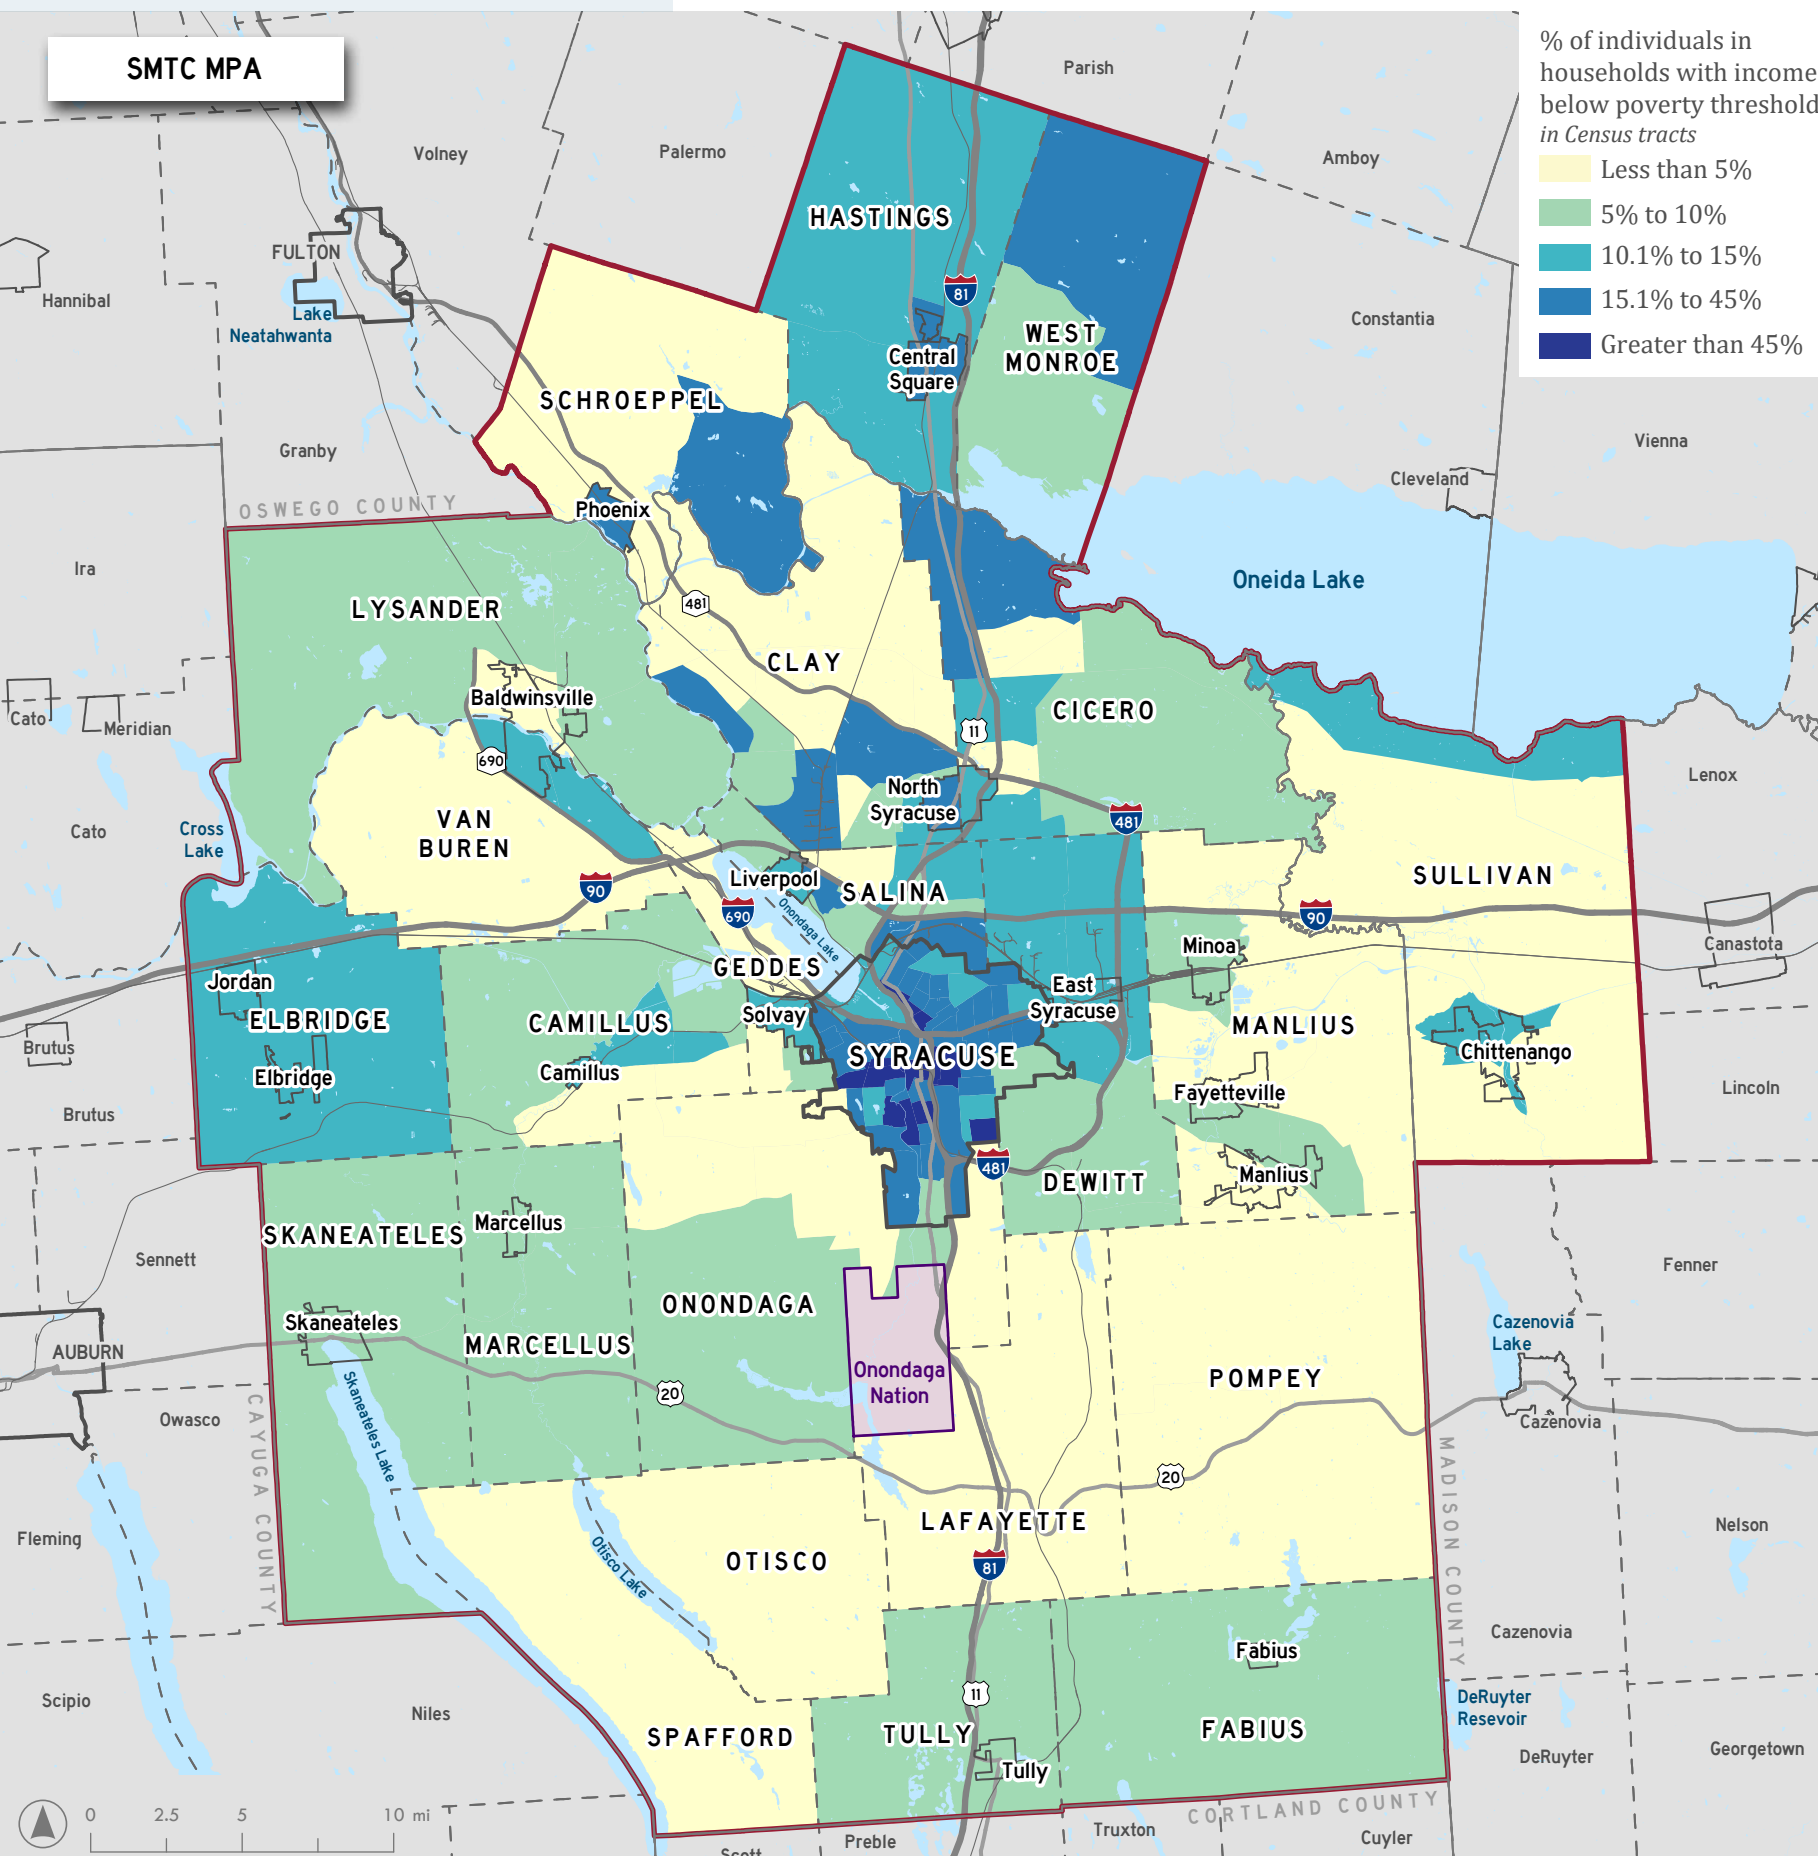 SMTC MPA
% of individuals in
households with income
below poverty threshold
in Census tracts
Less than 5%
5% to 10%
10.1% to 15%
15.1% to 45%
Greater than 45%
Parish
Volney
Palermo
Amboy
HASTINGS
FULTON
Hannibal
81
Lake
Neatahwanta
Constantia
WEST
MONROE
Central
Square
SCHROEPPEL
Granby
Vienna
Cleveland
OSWEGO COUNTY
Phoenix
Ira
Oneida Lake
LYSANDER
481
CLAY
Baldwinsville
CICERO
Cato
Meridian
11
690
Lenox
North
Syracuse
VAN
BUREN
481
Cato
Cross
Lake
SULLIVAN
Liverpool
SALINA
90
690
90
Onondaga Lake
Minoa
Canastota
GEDDES
Jordan
East
Syracuse
Solvay
ELBRIDGE
CAMILLUS
MANLIUS
Brutus
SYRACUSE
Chittenango
Elbridge
Camillus
Fayetteville
Brutus
Lincoln
481
DEWITT
Manlius
Marcellus
SKANEATELES
Sennett
Fenner
ONONDAGA
Skaneateles
Cazenovia
Lake
MARCELLUS
AUBURN
Onondaga
Nation
POMPEY
20
Skaneateles Lake
Owasco
Cazenovia
CAYUGA COUNTY
MADISON COUNTY
20
LAFAYETTE
Fleming
Nelson
OTISCO
81
Otisco Lake
Cazenovia
Fabius
Scipio
11
DeRuyter
Resevoir
Niles
SPAFFORD
TULLY
FABIUS
Georgetown
DeRuyter
Tully
0 2.5 5 10 mi
CORTLAND COUNTY
Truxton
Preble
Cuyler
Scott